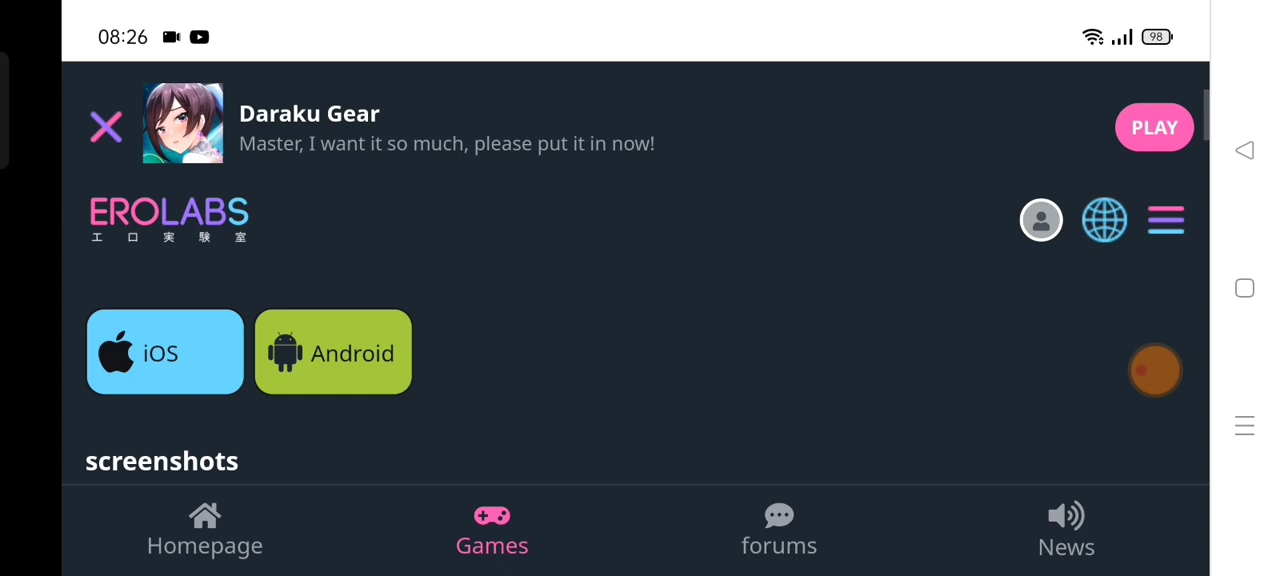 08:26
98
Daraku Gear
Master, I want it so much, please put it in now!
PLAY
EROLABS
エロ実験室
iOS
Android
screenshots
Homepage
Games
forums
News